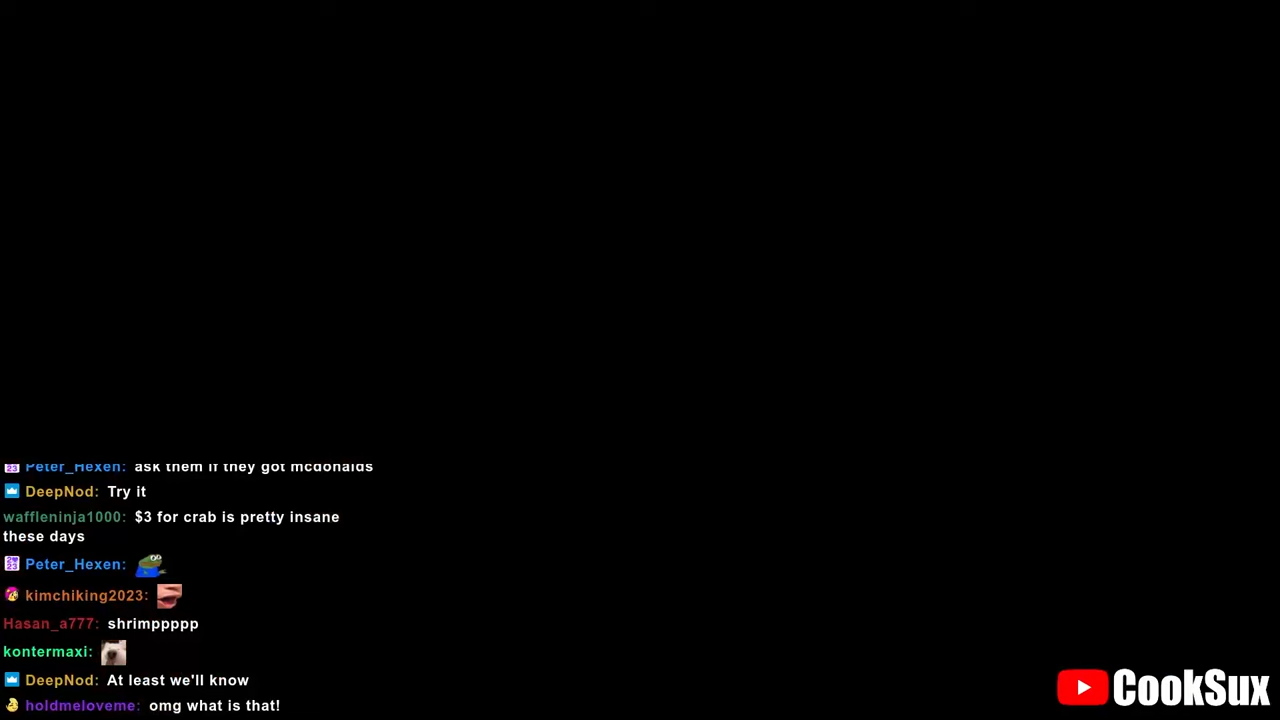 Peter_Hexen: ask them if they got mcdonalds
DeepNod: Try it
waffleninja1000: $3 for crab is pretty insane
these days
Peter_Hexen:
kimchiking2023:
Hasan_a777: shrimppppp
kontermaxi:
DeepNod: At least we'll know
holdmeloveme: omg what is that!
CookSux